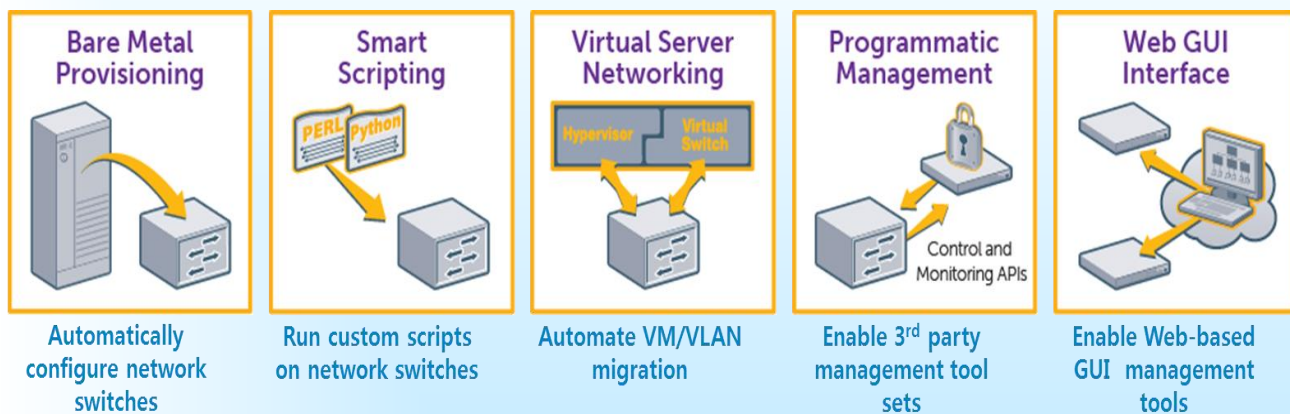 Bare Metal
Provisioning
Automatically
configure network
switches
Smart
Scripting
PERL
Python
Run custom scripts
on network switches
Virtual Server
Networking
Hypervisor
Virtual
Switch
Automate VM/VLAN
migration
Programmatic
Management
Control and
Monitoring APIs
Enable 3rd party
management tool
sets
Web GUI
Interface
Enable Web-based
GUI management
tools